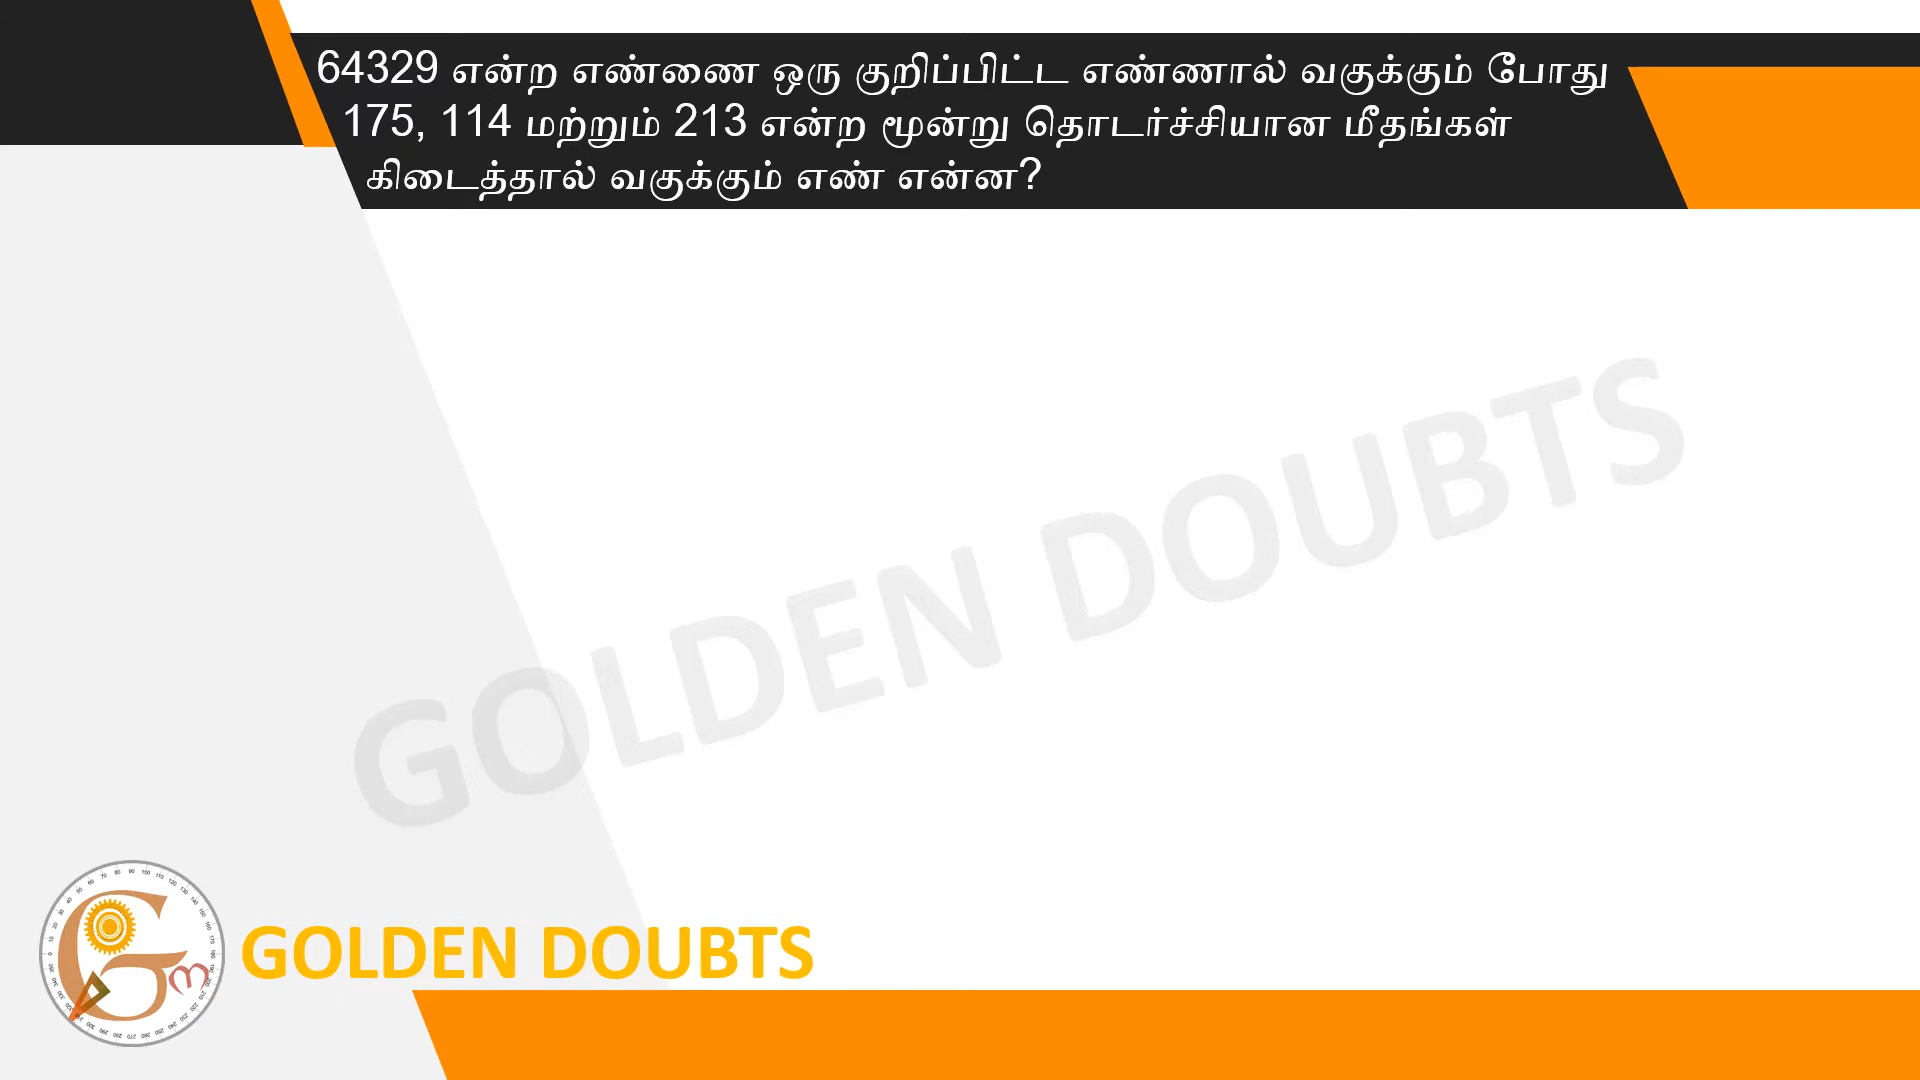 64329 என்ற எண்ணை ஒரு குறிப்பிட்ட எண்ணால் வகுக்கும் போது
175, 114 மற்றும் 213 என்ற மூன்று தொடர்ச்சியான மீதங்கள்
கிடைத்தால் வகுக்கும் எண் என்ன?
GOLDEN DOUBTS
GOLDEN DOUBTS